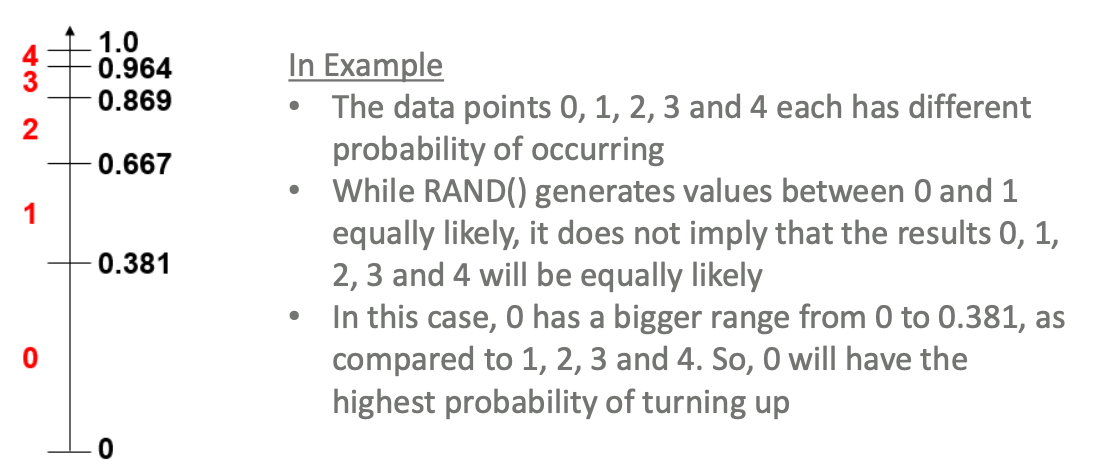 4
1.0
0.964
3
0.869
2
0.667
1
0.381
0
0
In Example
• The data points 0, 1, 2, 3 and 4 each has different
probability of occurring
• While RAND() generates values between 0 and 1
equally likely, it does not imply that the results 0, 1,
2, 3 and 4 will be equally likely
• In this case, 0 has a bigger range from 0 to 0.381, as
compared to 1, 2, 3 and 4. So, 0 will have the
highest probability of turning up